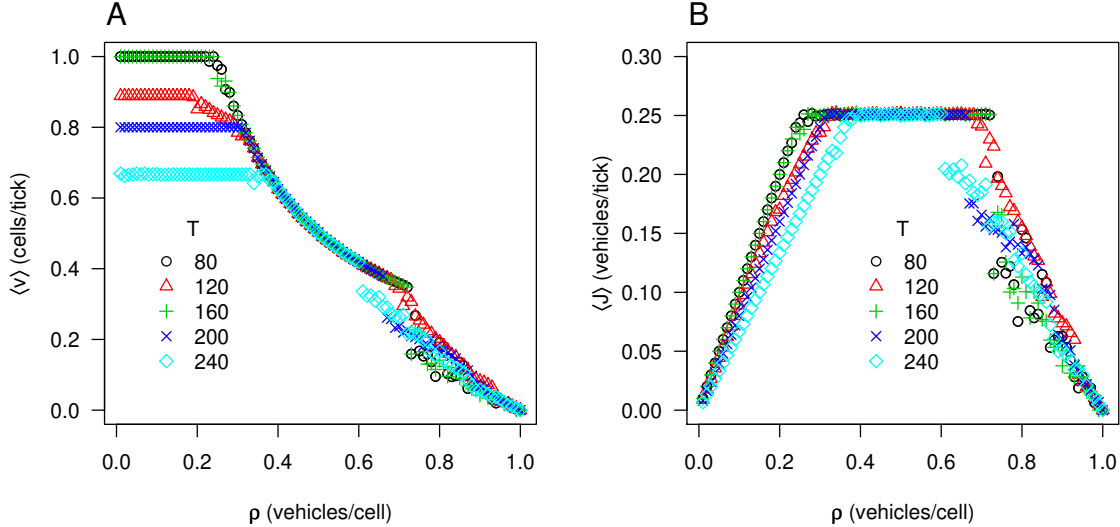 A
⟨v⟩ (cells/tick)
1.0
0.8
0.6
0.4
0.2
0.0
T
80
120
160
200
240
0.0 0.2 0.4 0.6 0.8 1.0
ρ (vehicles/cell)
B
⟨J⟩ (vehicles/tick)
0.30
0.25
0.20
0.15
0.10
0.05
0.00
T
80
120
160
200
240
0.0 0.2 0.4 0.6 0.8 1.0
ρ (vehicles/cell)